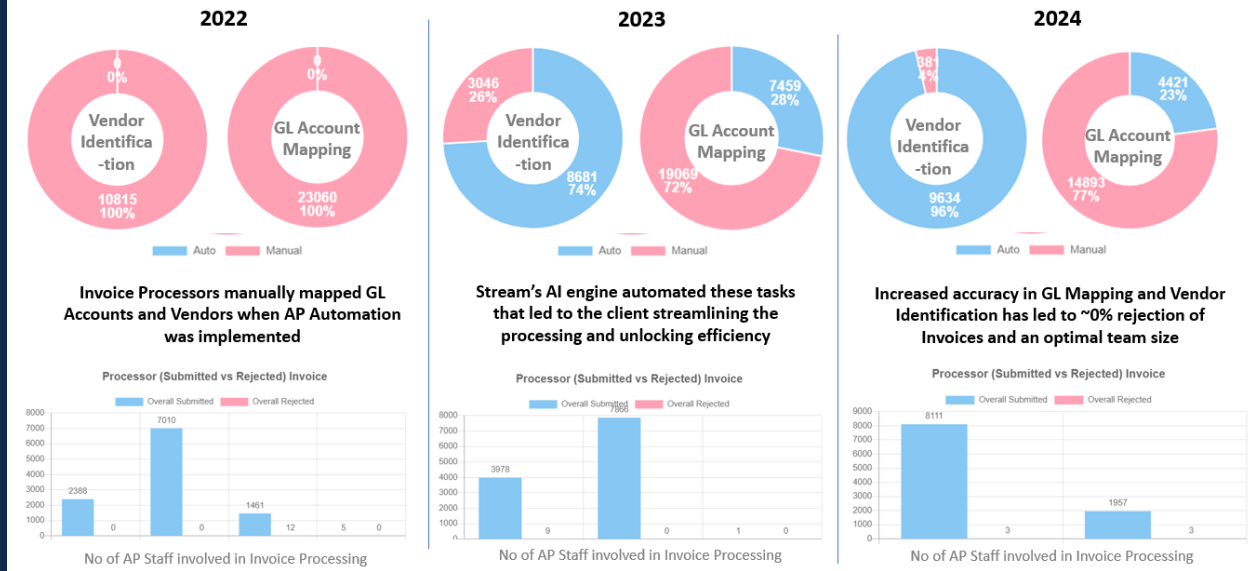 2022
0
0%
Vendor
Identifica
-tion
10815
100%
0
0%
GL Account
Mapping
23060
100%
Auto
Manual
Invoice Processors manually mapped GL
Accounts and Vendors when AP Automation
was implemented
Processor (Submitted vs Rejected) Invoice
Overall Submitted
Overall Rejected
8000
7000
6000
5000
4000
3000
2000
1000
0
2388
0
7010
0
1461
12
5
0
No of AP Staff involved in Invoice Processing
2023
3046
26%
Vendor
Identifica
-tion
8681
74%
7459
28%
GL Account
Mapping
19069
72%
Auto
Manual
Stream’s AI engine automated these tasks
that led to the client streamlining the
processing and unlocking efficiency
Processor (Submitted vs Rejected) Invoice
Overall Submitted
Overall Rejected
8000
7000
6000
5000
4000
3000
2000
1000
0
3978
9
7866
0
1
0
No of AP Staff involved in Invoice Processing
2024
381
4%
Vendor
Identifica
-tion
9634
96%
4421
23%
GL Account
Mapping
14893
77%
Auto
Manual
Increased accuracy in GL Mapping and Vendor
Identification has led to ~0% rejection of
Invoices and an optimal team size
Processor (Submitted vs Rejected) Invoice
Overall Submitted
Overall Rejected
9000
8000
7000
6000
5000
4000
3000
2000
1000
0
8111
3
1957
3
No of AP Staff involved in Invoice Processing